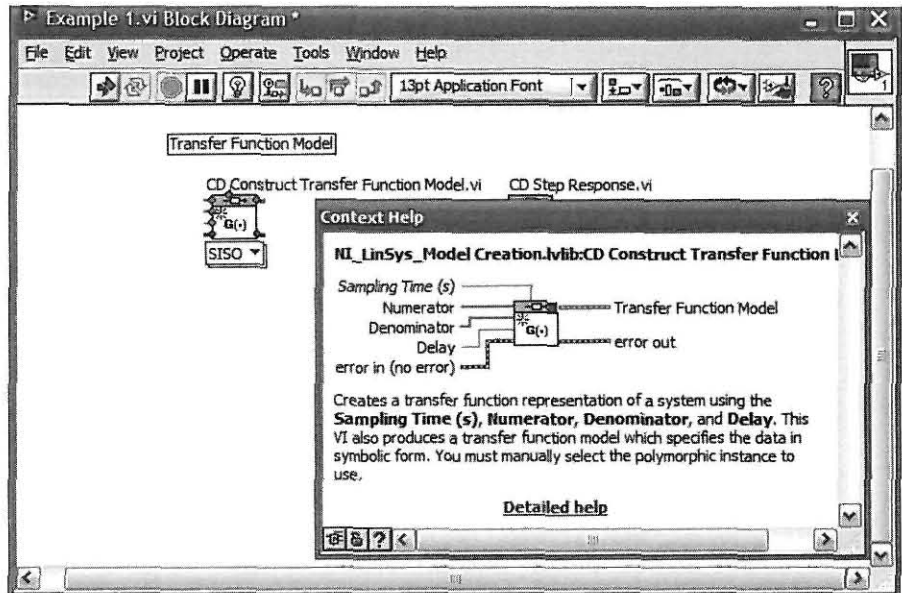 Example 1.vi Block Diagram *
File Edit View Project Operate Tools Window Help
13pt Application Font
1
Transfer Function Model
CD Construct Transfer Function Model.vi CD Step Response.vi
G(·)
SISO
Context Help
NI_LinSys_Model Creation.lvlib:CD Construct Transfer Function
Sampling Time (s)
Numerator
Transfer Function Model
Denominator
G(·)
Delay
error out
error in (no error)
Creates a transfer function representation of a system using the
Sampling Time (s), Numerator, Denominator, and Delay. This
VI also produces a transfer function model which specifies the data in
symbolic form. You must manually select the polymorphic instance to
use.
Detailed help
?